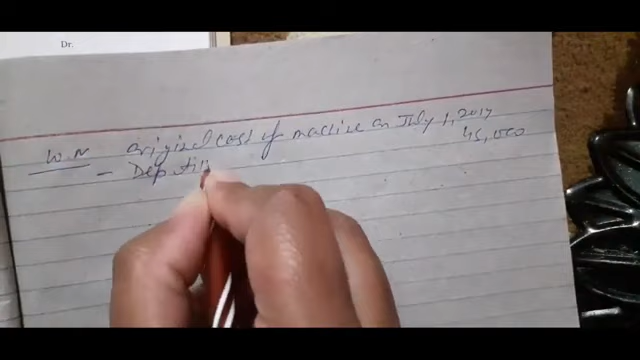 Dr.
W.N original cost of machine on July 1, 2017
45,000
- Dep till